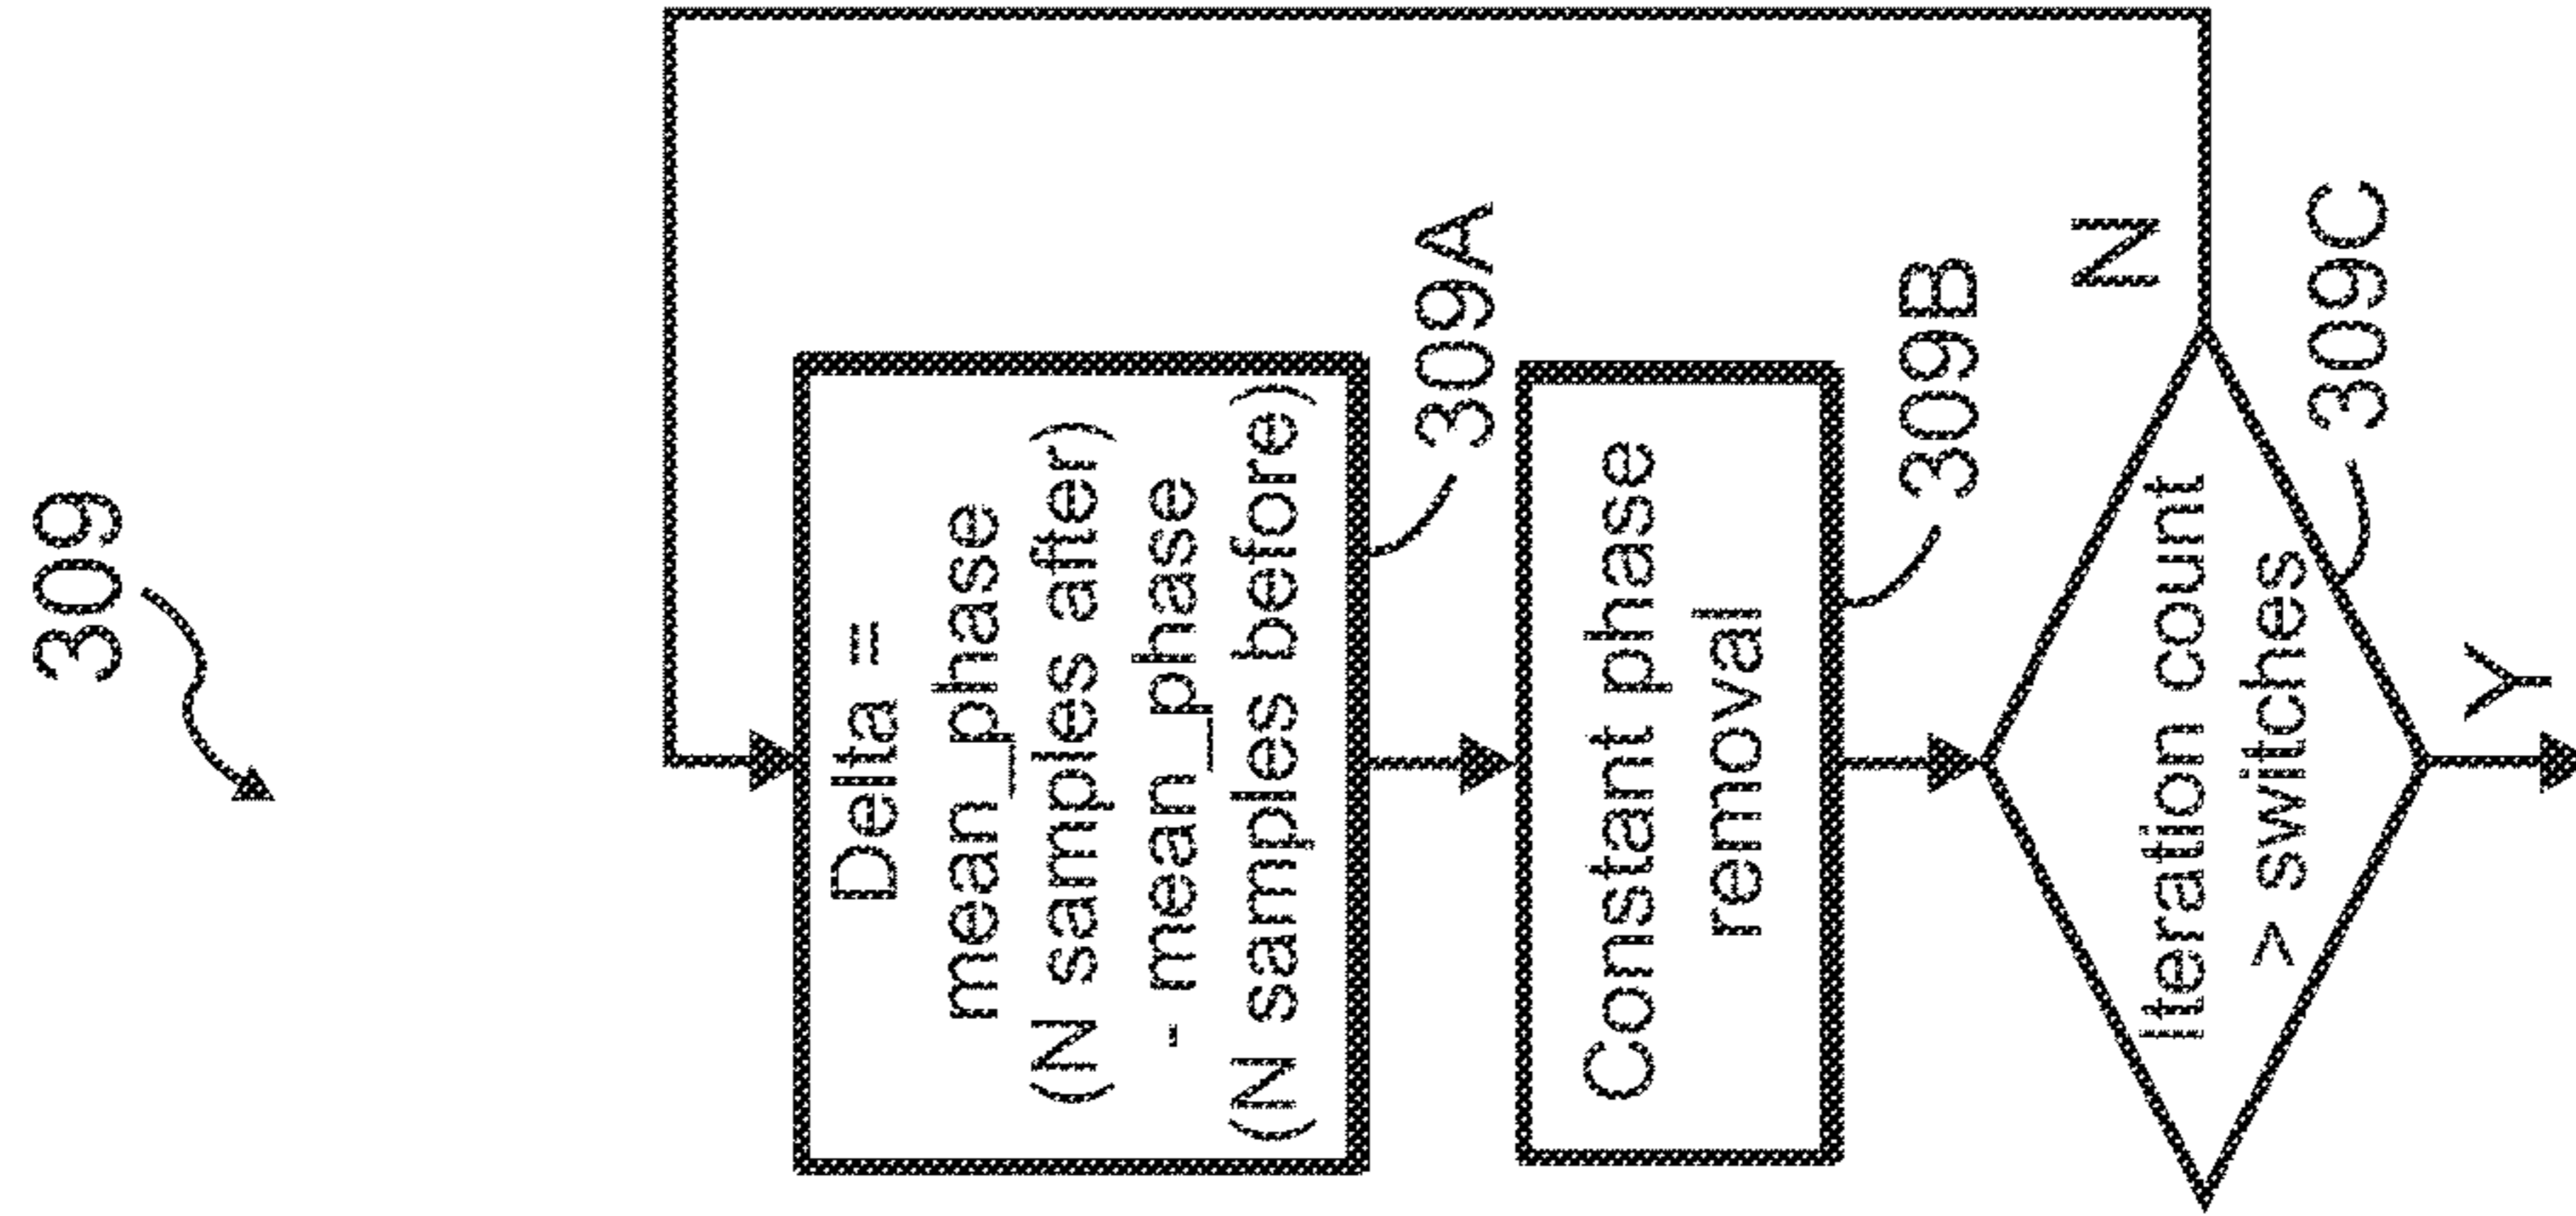 309
Delta =
mean_phase
(N samples after)
- mean_phase
(N samples before)
309A
Constant phase
removal
309B
Iteration count
> switches
309C
N
Y